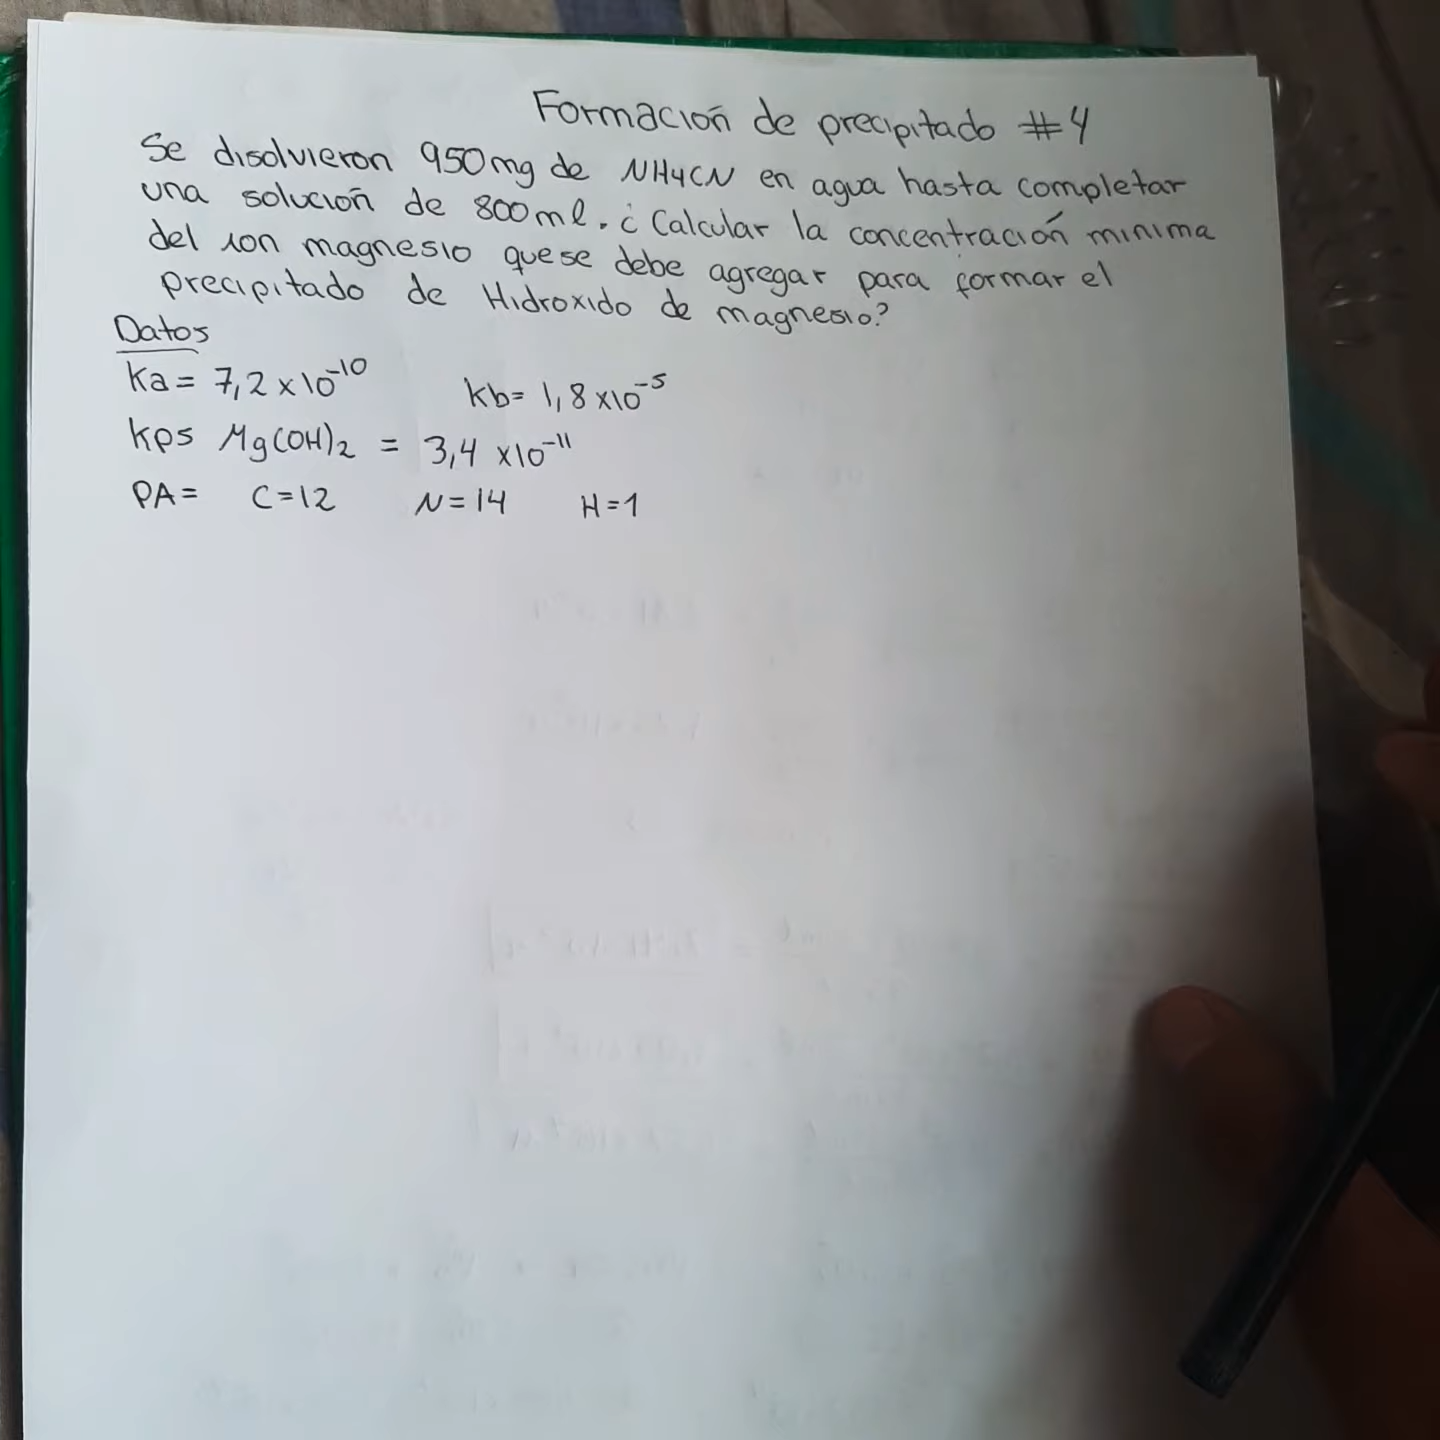 Formación de precipitado #4
Se disolvieron 950mg de NH4CN en agua hasta completar
una solución de 800ml. ¿ Calcular la concentración minima
del ion magnesio que se debe agregar para formar el
precipitado de Hidroxido de magnesio?
Datos
Ka = 7,2 x10⁻¹⁰ kb= 1,8 x10⁻⁵
kps Mg(OH)₂ = 3,4 x10⁻¹¹
PA= C=12 N=14 H=1